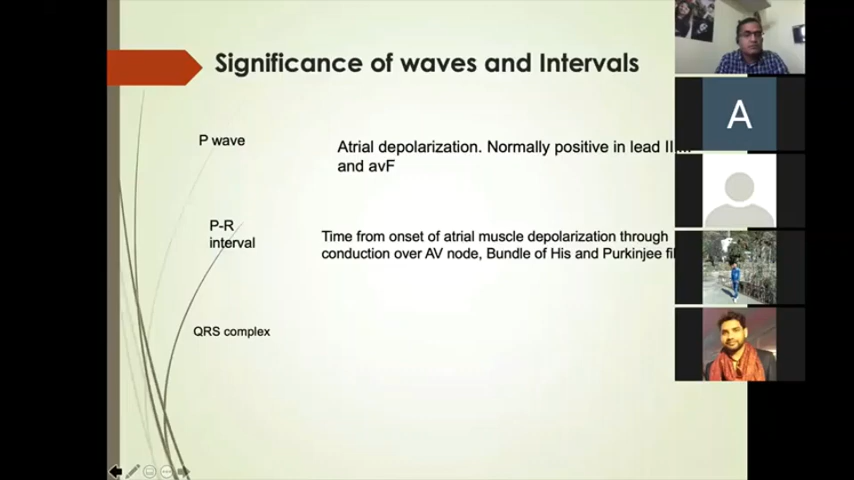 Significance of waves and Intervals
P wave
Atrial depolarization. Normally positive in lead II
and avF
P-R
interval
Time from onset of atrial muscle depolarization through
conduction over AV node, Bundle of His and Purkinjee
QRS complex
A